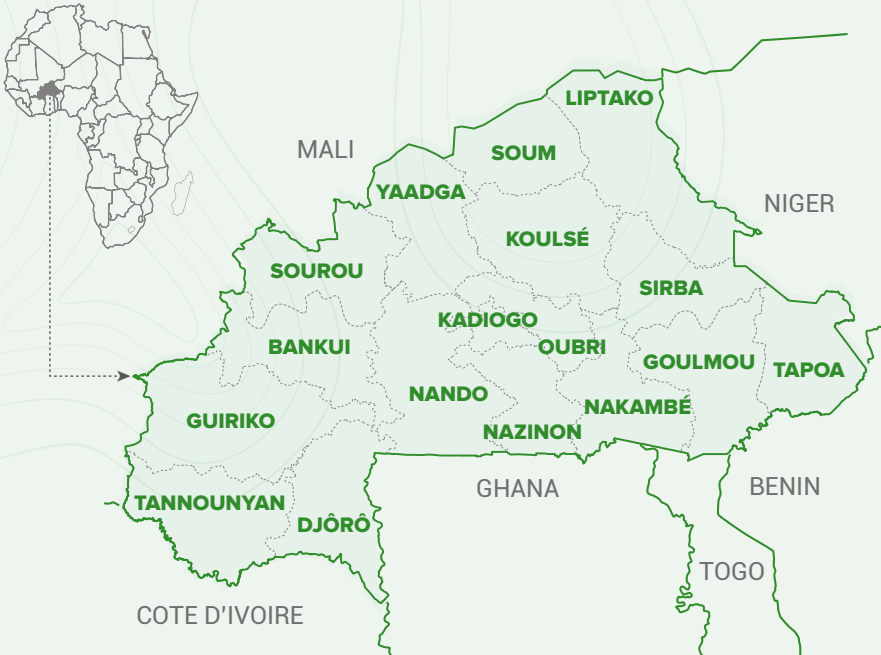 LIPTAKO
MALI
SOUM
YAADGA
NIGER
KOULSÉ
SOUROU
SIRBA
KADIOGO
BANKUI
OUBRI
GOULMOU
TAPOA
NANDO
NAKAMBÉ
GUIRIKO
NAZINON
GHANA
BENIN
TANNOUNYAN
DJÔRÔ
TOGO
COTE D'IVOIRE